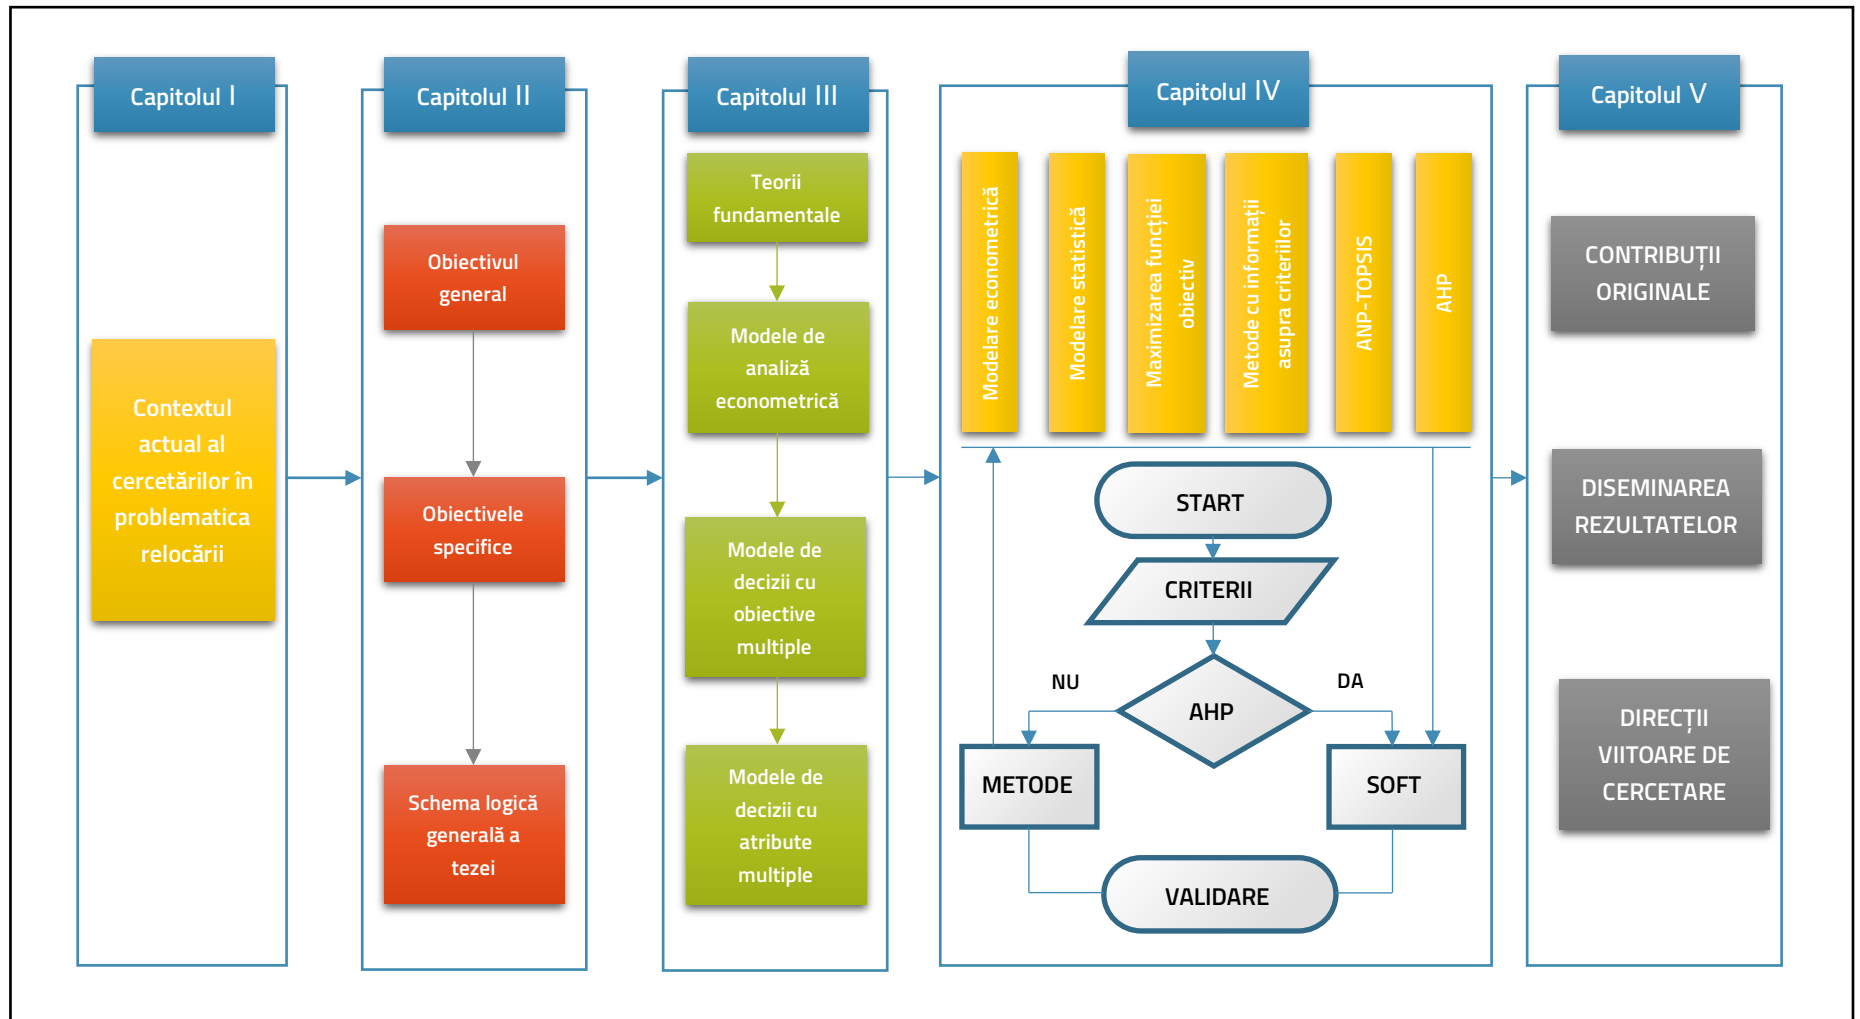 Capitolul I
Contextul
actual al
cercetărilor în
problematica
relocării
Capitolul II
Obiectivul
general
Obiectivele
specifice
Schema logică
generală a
tezei
Capitolul III
Teorii
fundamentale
Modele de
analiză
econometrică
Modele de
decizii cu
obiective
multiple
Modele de
decizii cu
atribute
multiple
Capitolul IV
Modelare econometrică
Modelare statistică
Maximizarea funcției
obiectiv
Metode cu informații
asupra criteriilor
ANP-TOPSIS
AHP
START
CRITERII
AHP
NU
DA
METODE
SOFT
VALIDARE
Capitolul V
CONTRIBUȚII
ORIGINALE
DISEMINAREA
REZULTATELOR
DIRECȚII
VIITOARE DE
CERCETARE